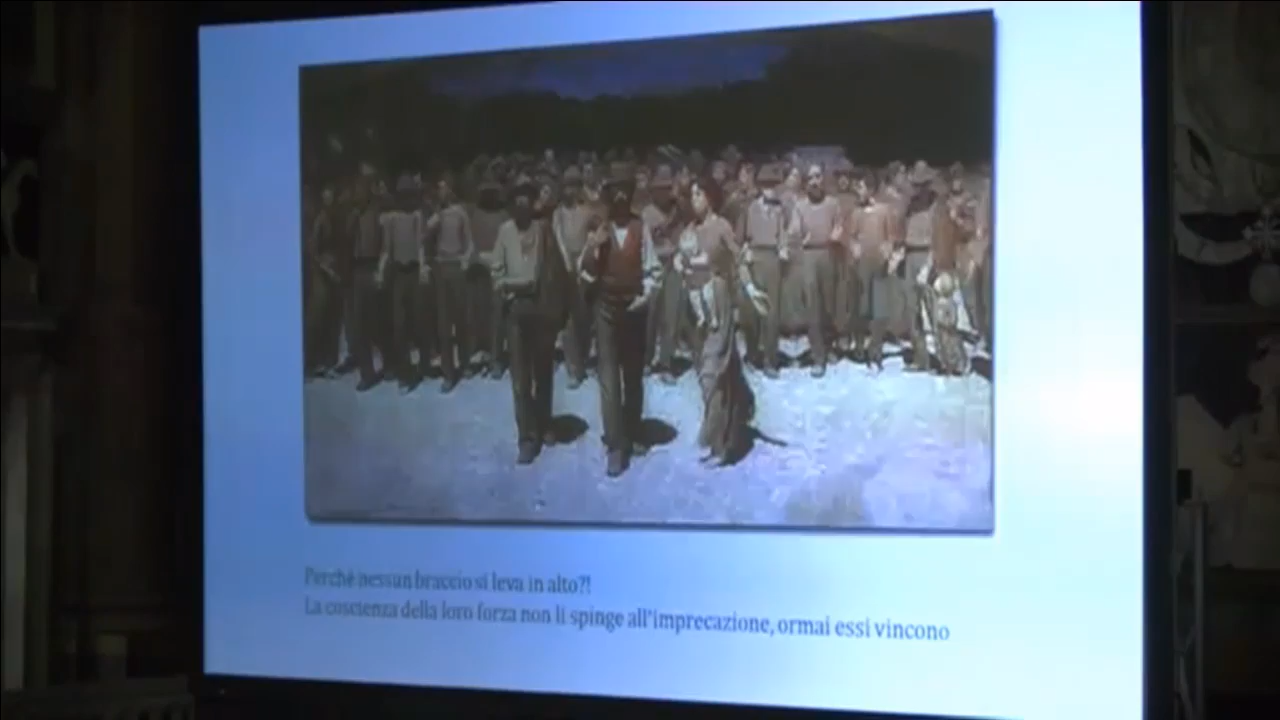 Perchè nessun braccio si leva in alto?!
La coscienza della loro forza non li spinge all'imprecazione, ormai essi vincono